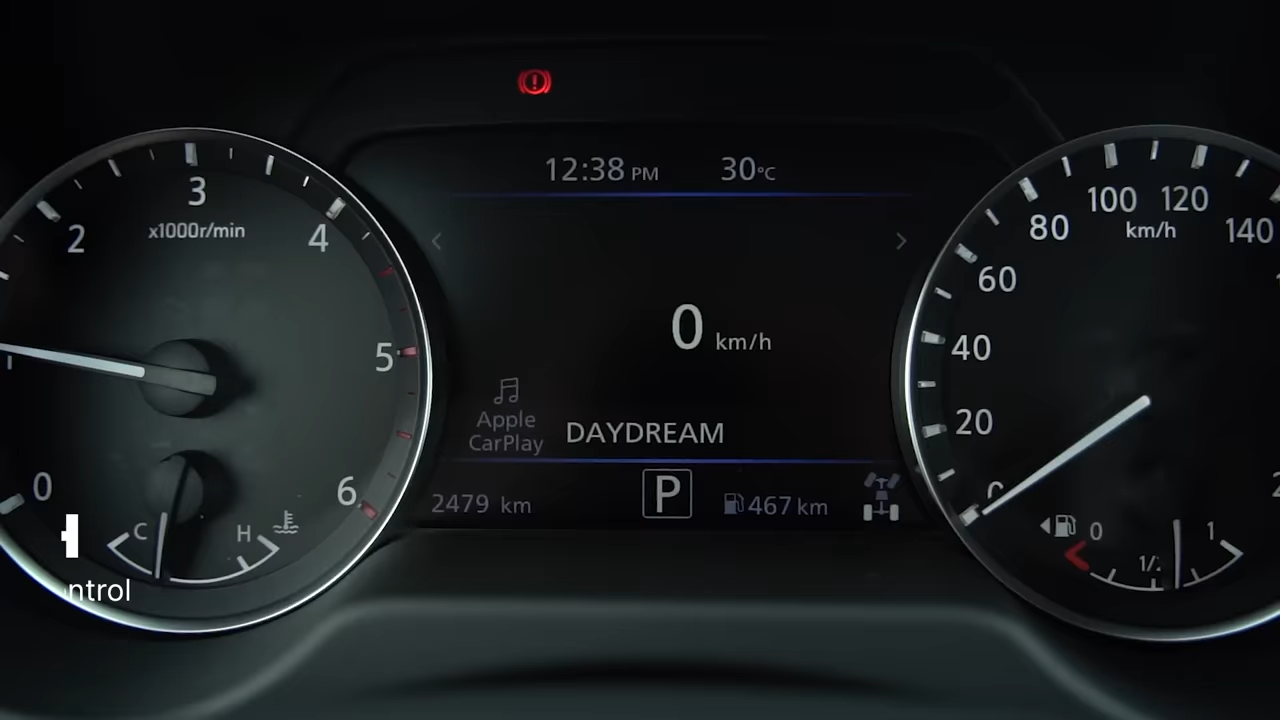 12:38 PM 30°C
3
x1000r/min
2
4
5
0
6
C
H
ntrol
0 km/h
Apple
CarPlay
DAYDREAM
2479 km
P
467 km
100 120
80
km/h
140
60
40
20
0
0
1/2
1